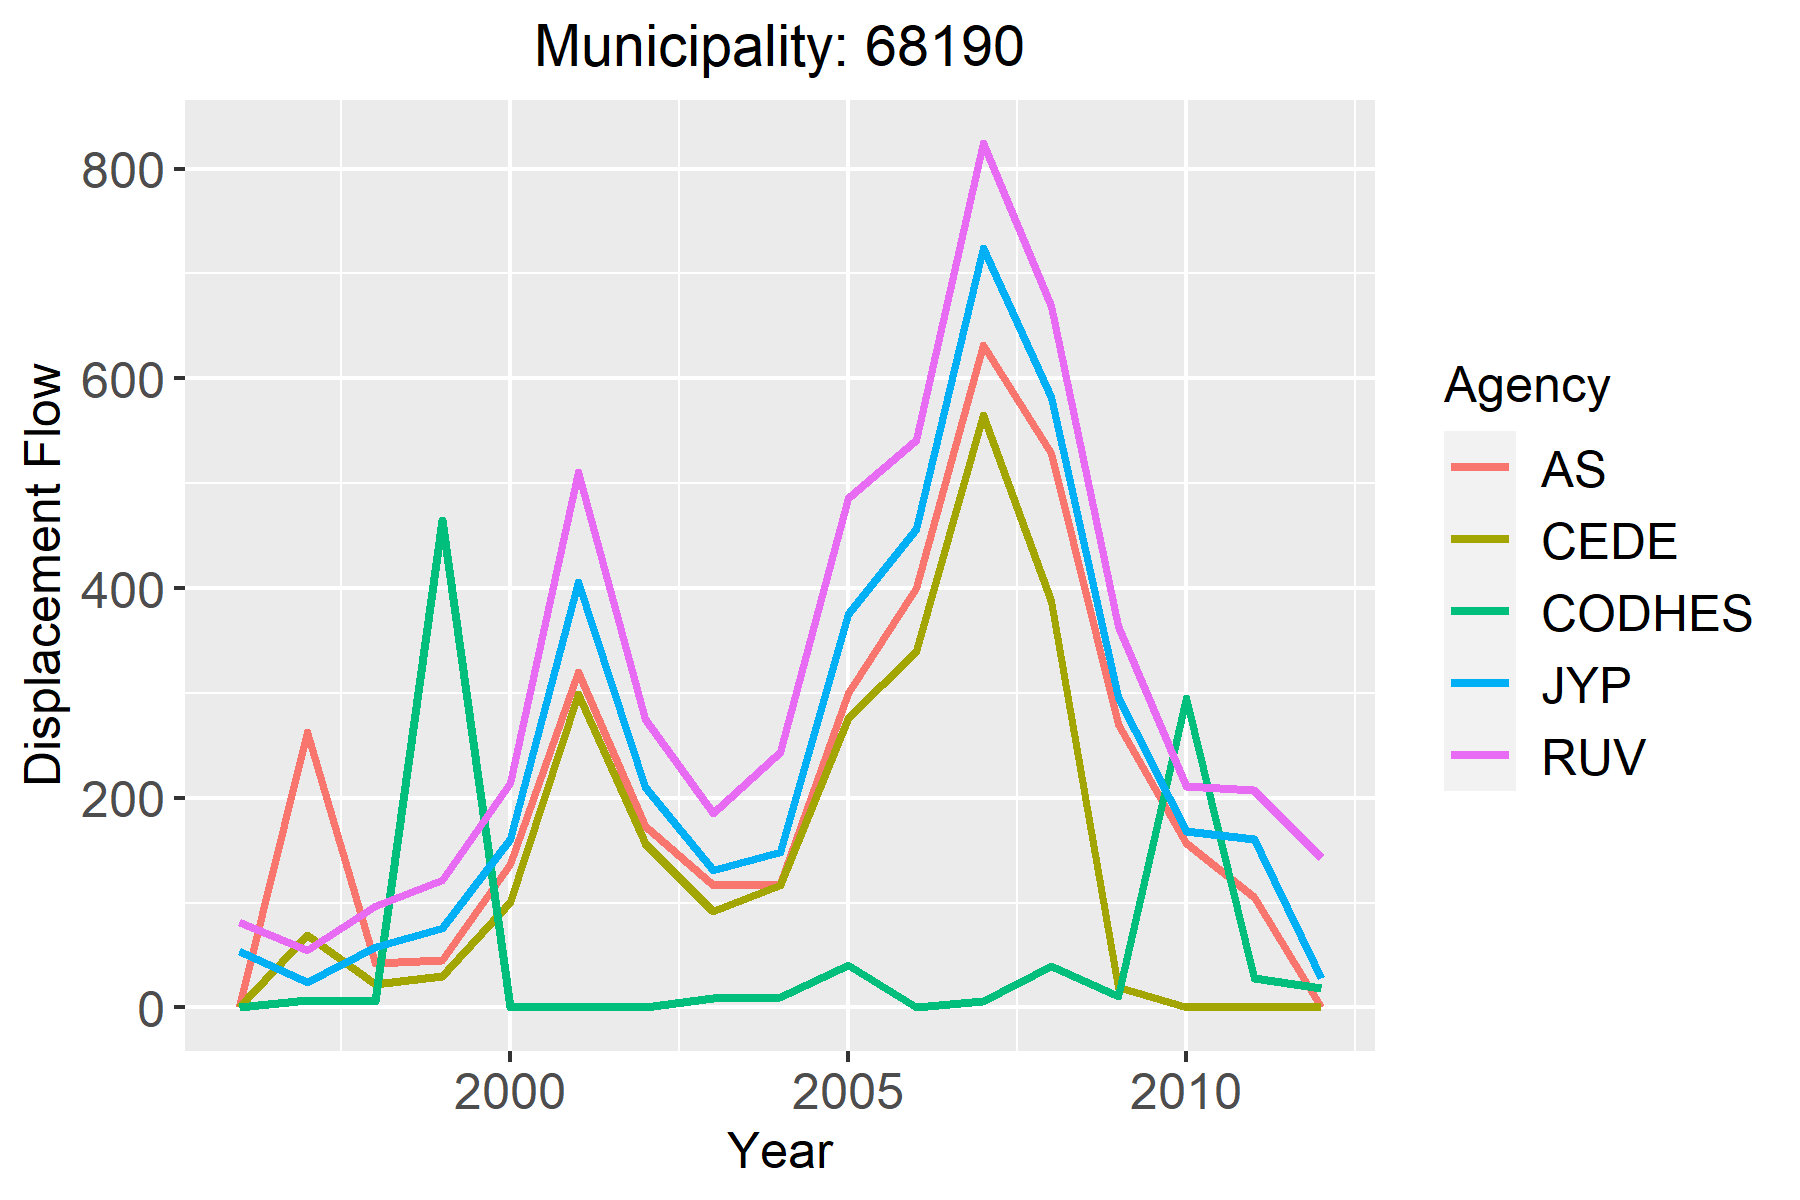 Municipality: 68190
Displacement Flow
800
600
400
200
0
2000 2005 2010
Year
Agency
AS
CEDE
CODHES
JYP
RUV